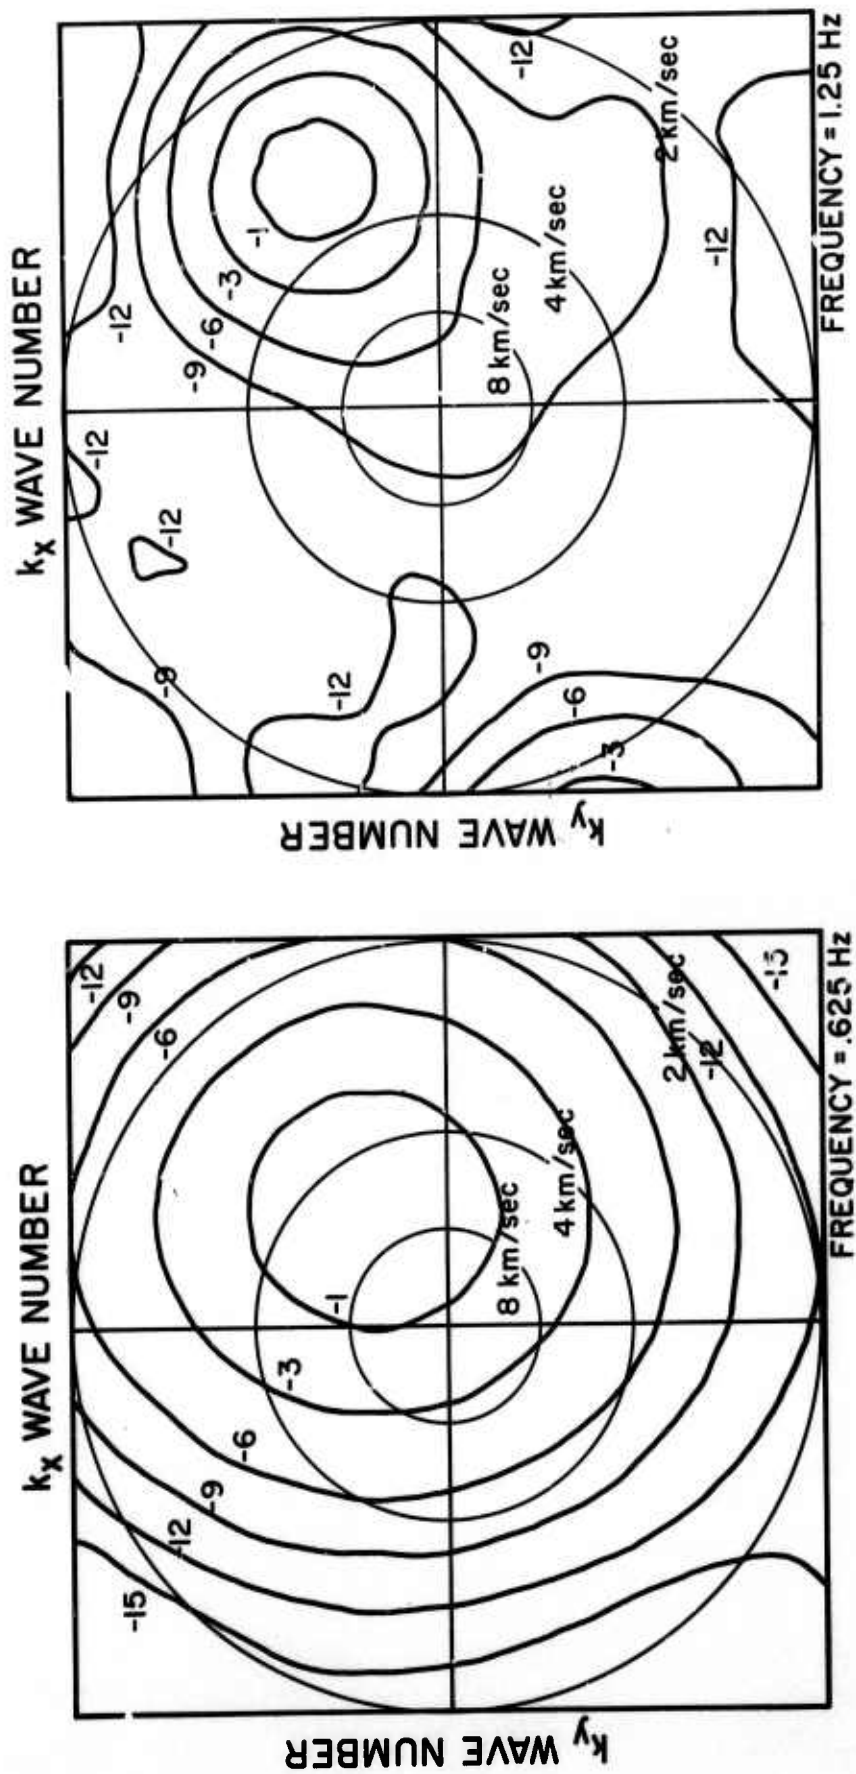 kx WAVE NUMBER
ky WAVE NUMBER
-12
-9
-6
-1
-3
-6
-9
-12
-15
8 km/sec
4 km/sec
2 km/sec
-12
-15
FREQUENCY = .625 Hz
kx WAVE NUMBER
ky WAVE NUMBER
-12
-12
-12
-9
-9
-6
-3
-1
-12
8 km/sec
4 km/sec
2 km/sec
-12
-12
-9
-6
-3
FREQUENCY = 1.25 Hz